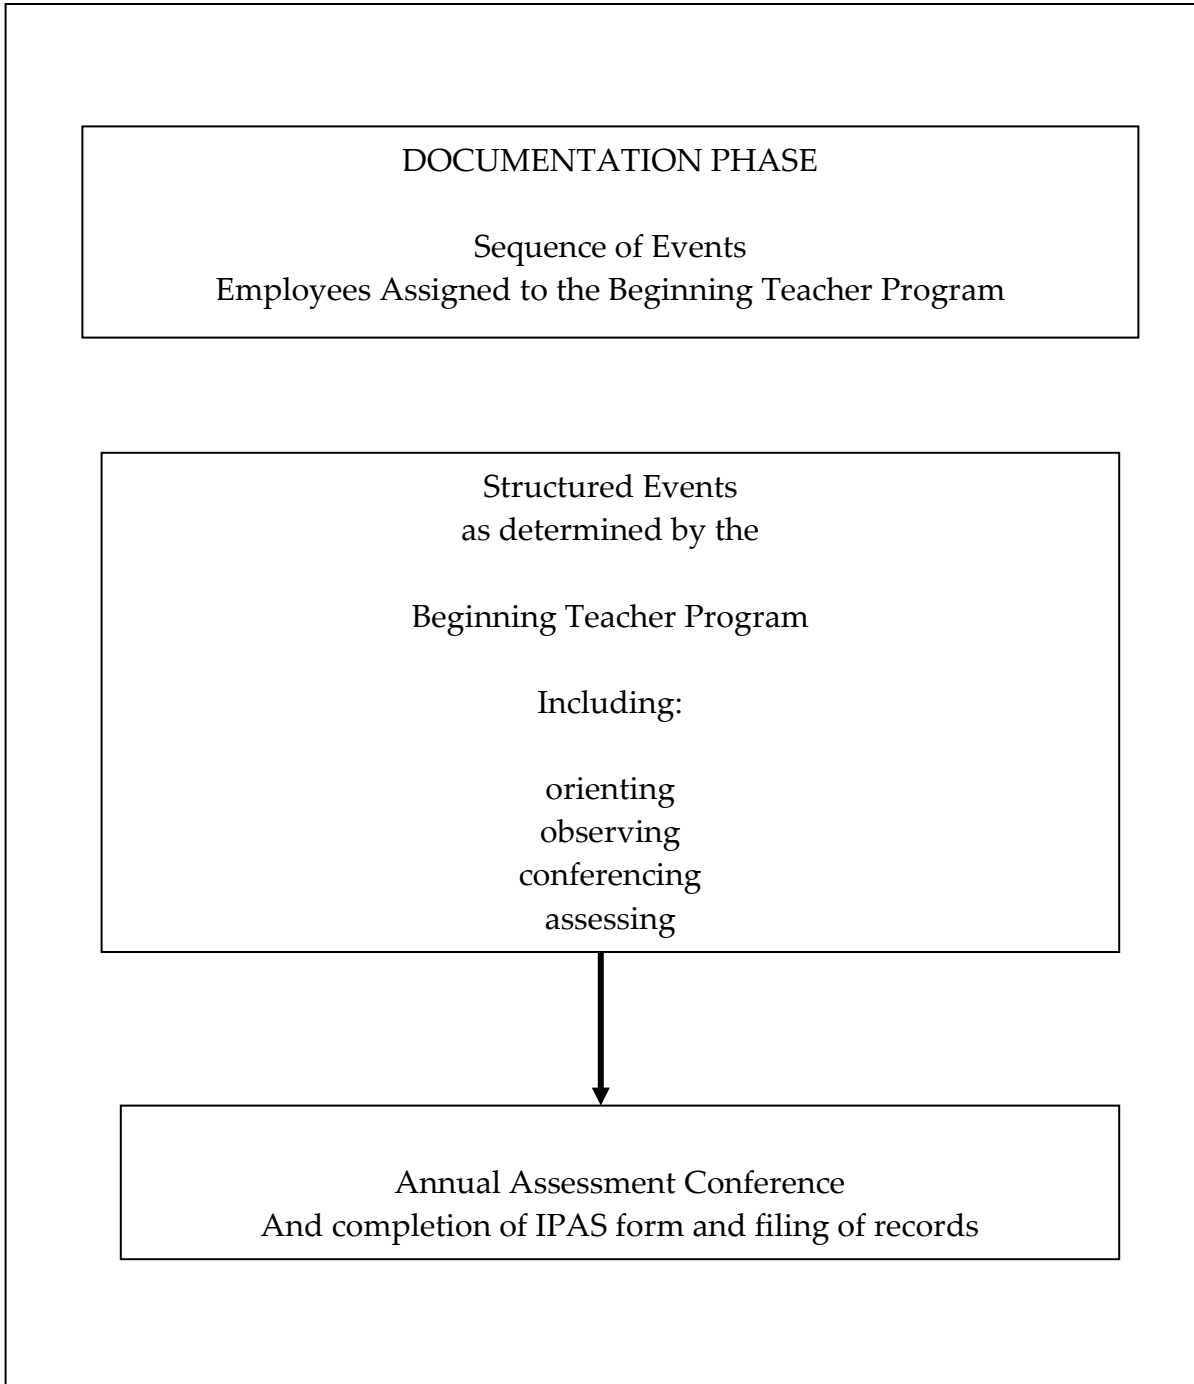 DOCUMENTATION PHASE
Sequence of Events
Employees Assigned to the Beginning Teacher Program
Structured Events
as determined by the
Beginning Teacher Program
Including:
orienting
observing
conferencing
assessing
Annual Assessment Conference
And completion of IPAS form and filing of records